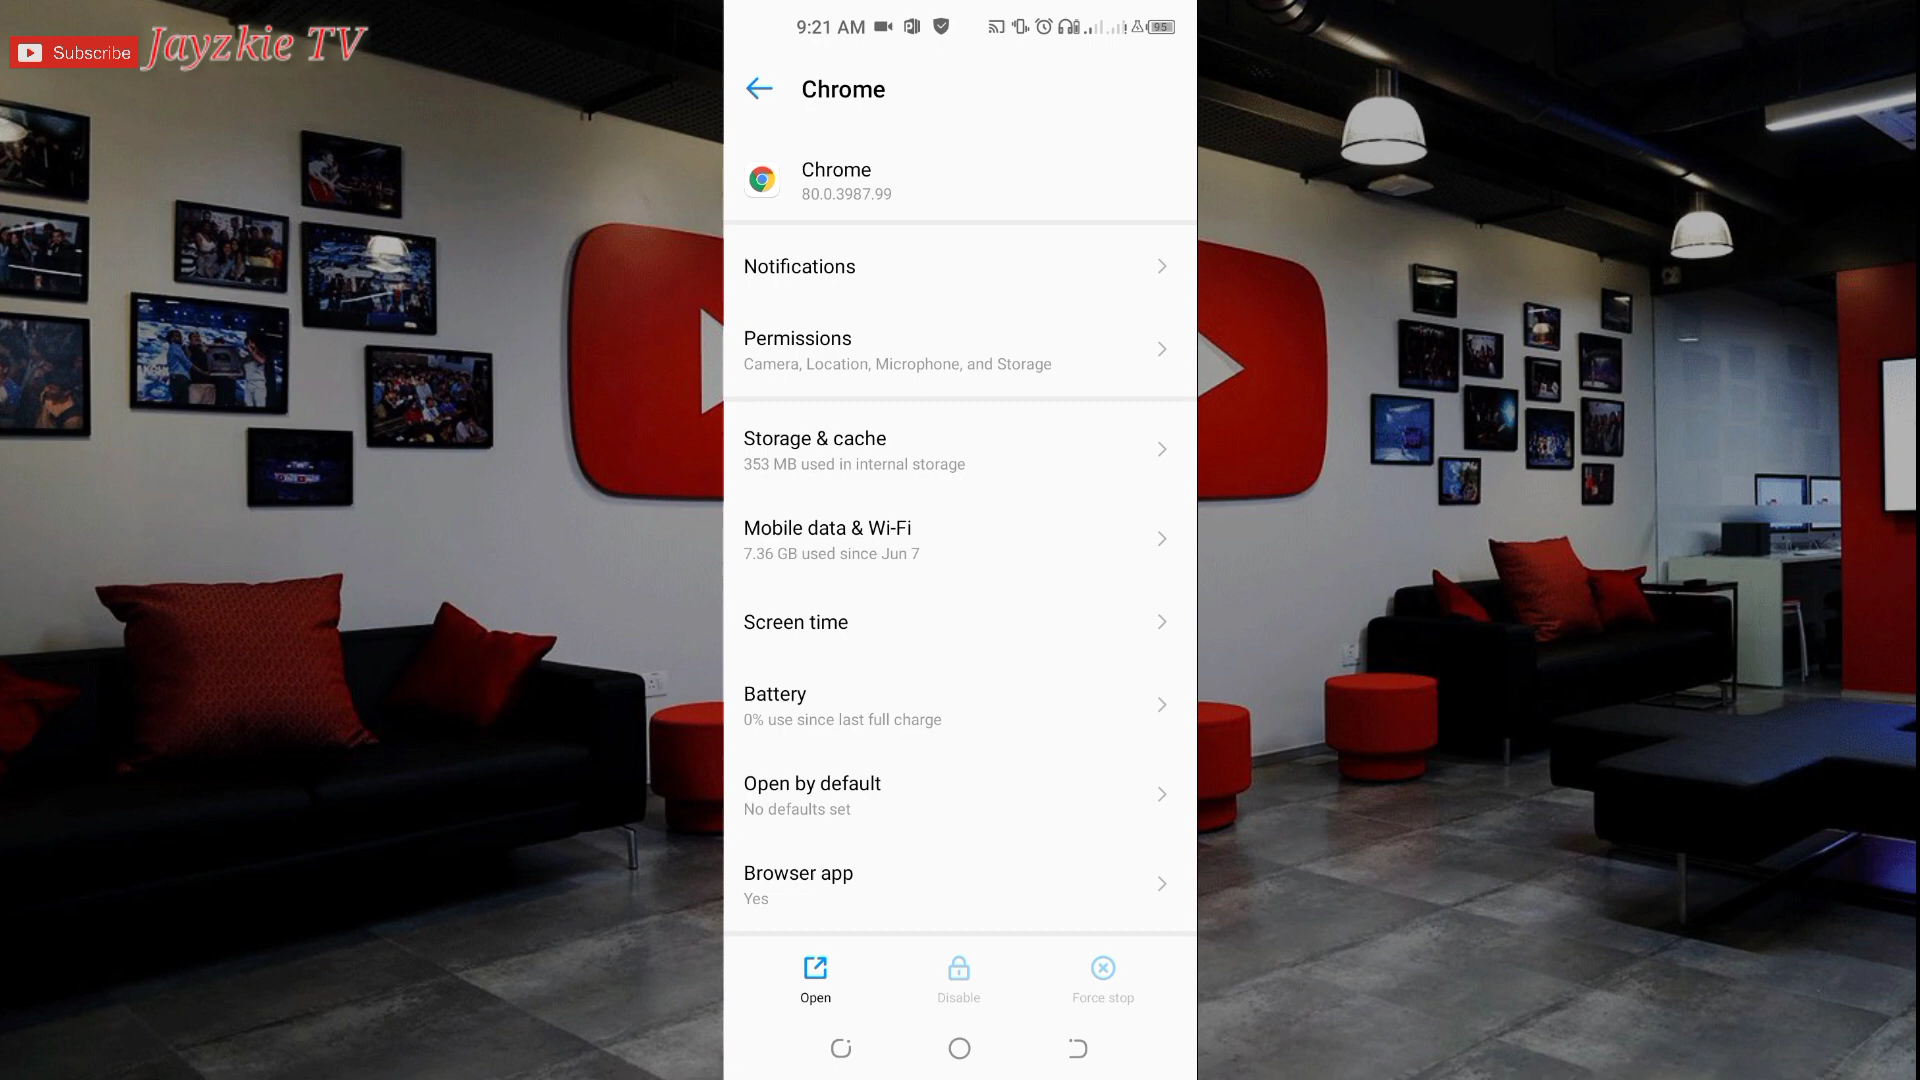 Subscribe
Jayzkie TV
9:21 AM
95
Chrome
Chrome
80.0.3987.99
Notifications
Permissions
Camera, Location, Microphone, and Storage
Storage & cache
353 MB used in internal storage
Mobile data & Wi-Fi
7.36 GB used since Jun 7
Screen time
Battery
0% use since last full charge
Open by default
No defaults set
Browser app
Yes
Open
Disable
Force stop